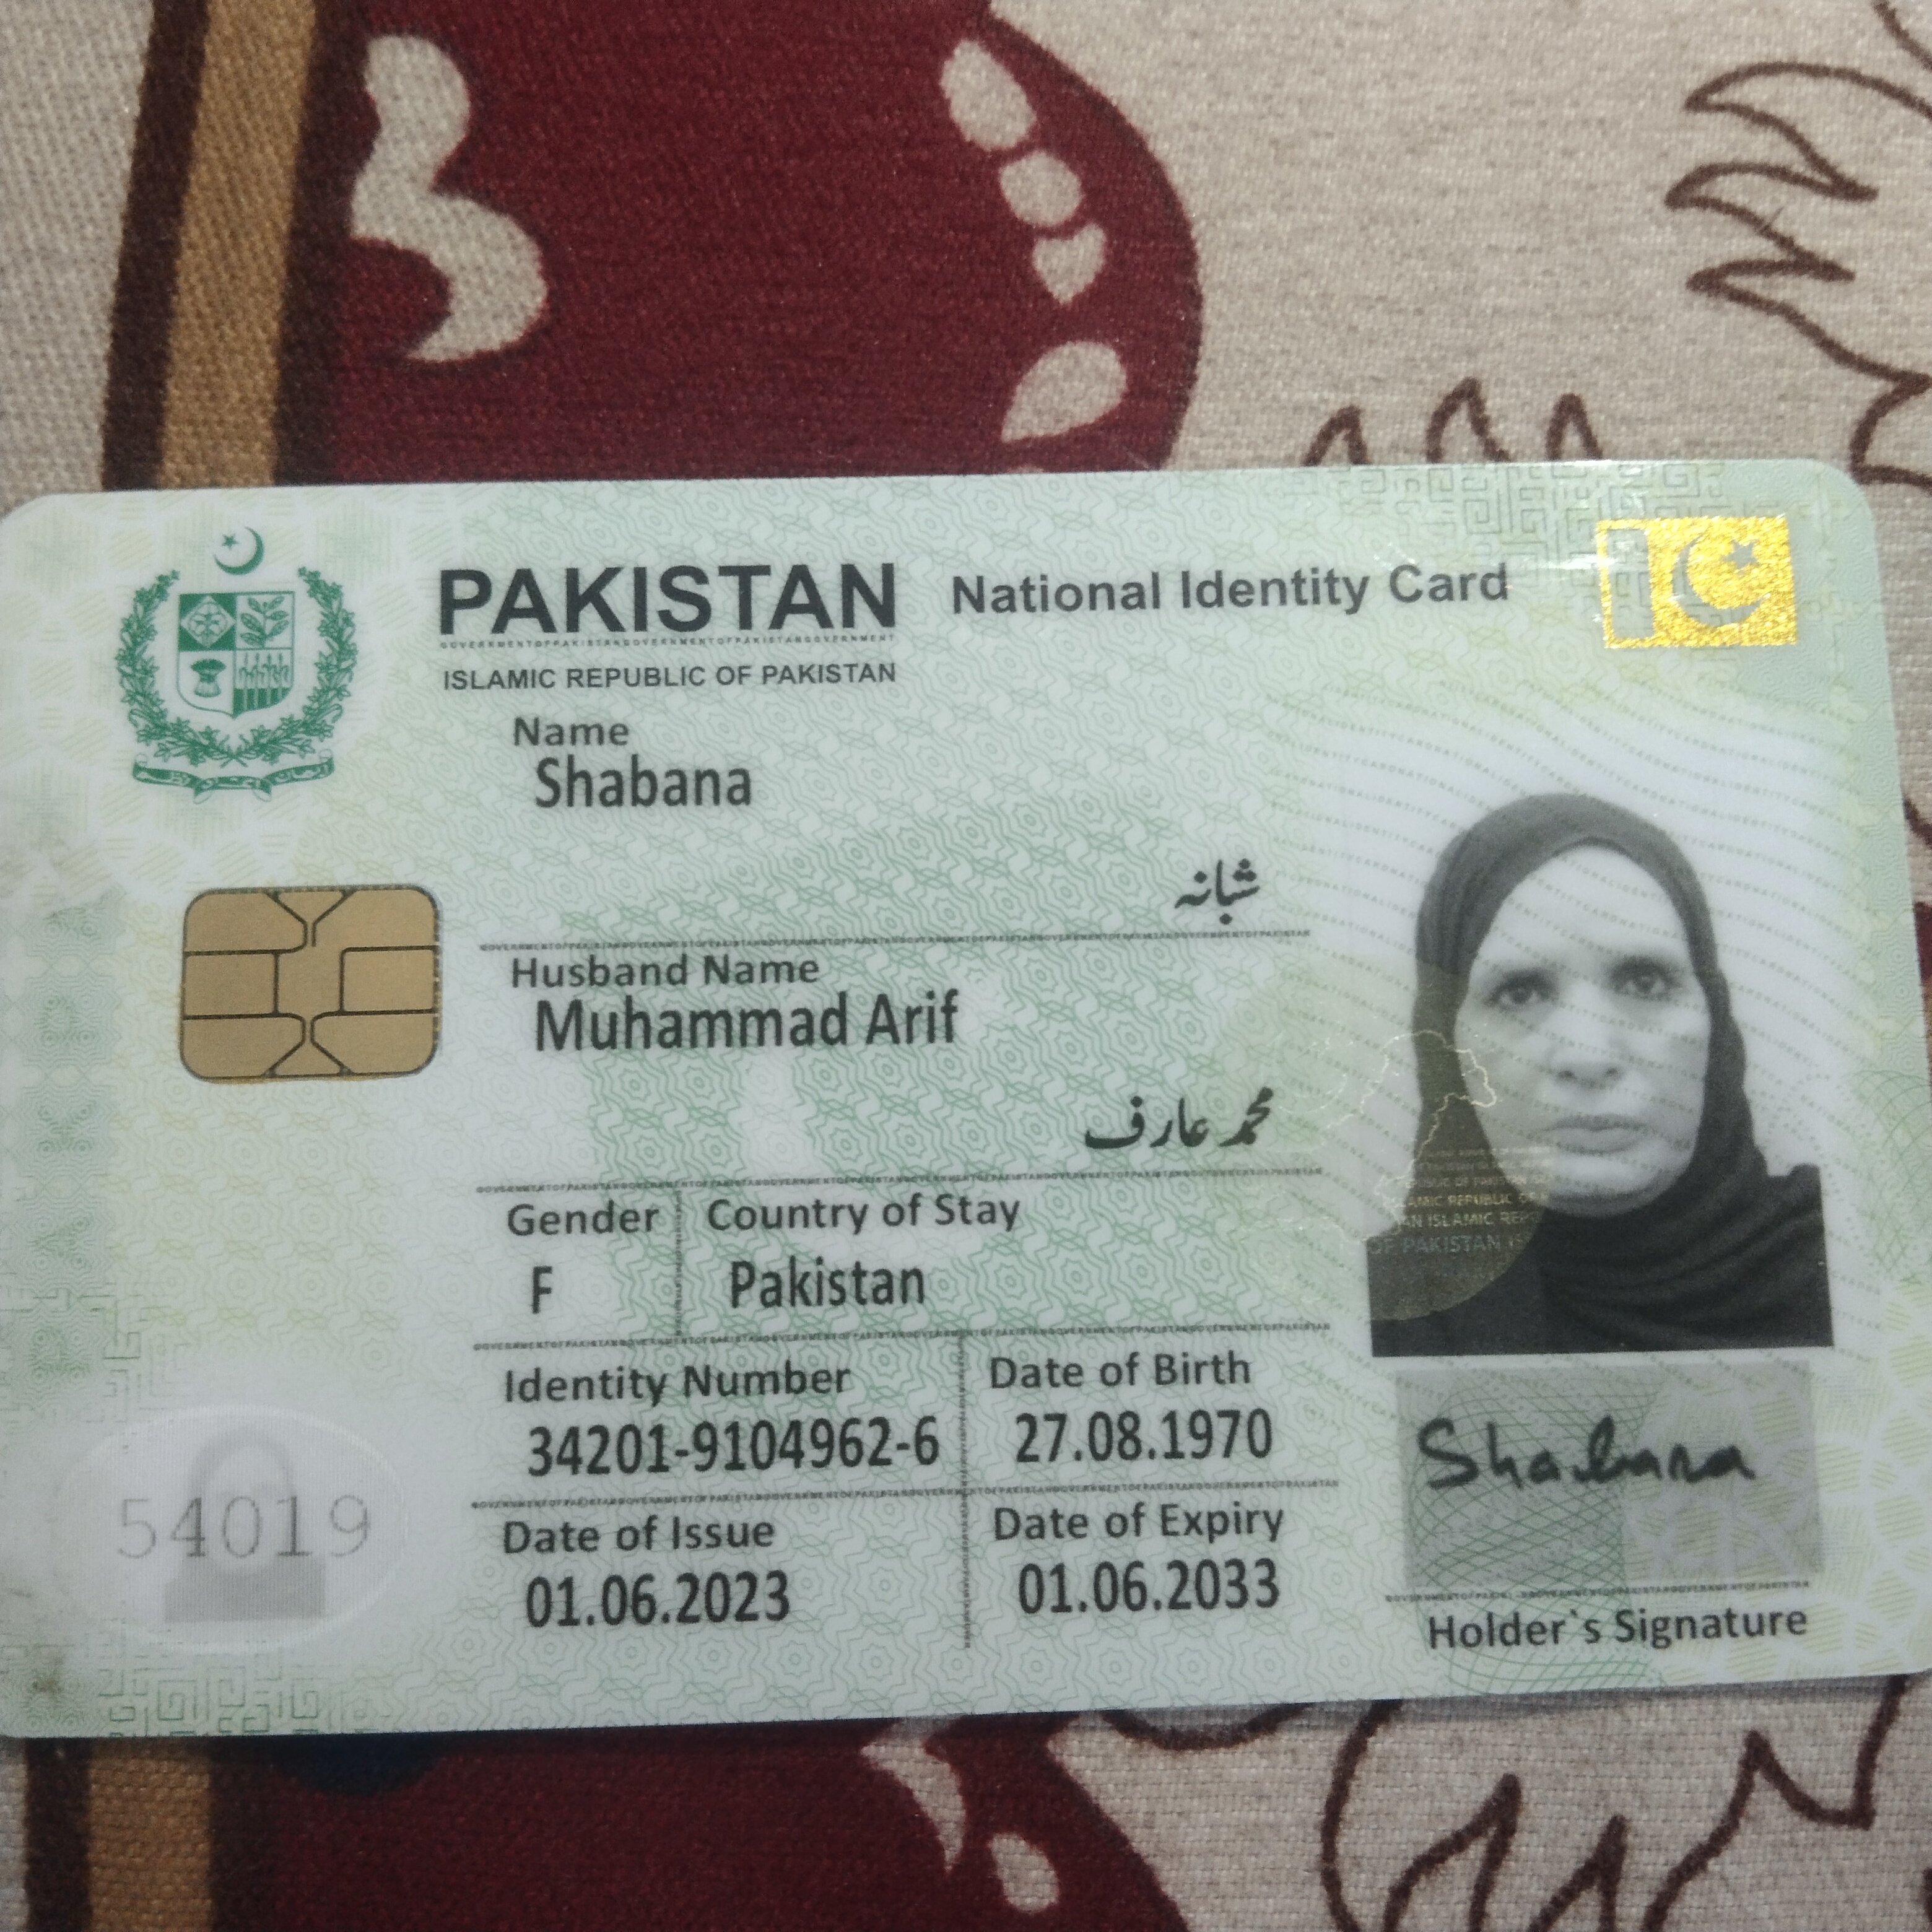 PAKISTAN National Identity Card
ISLAMIC REPUBLIC OF PAKISTAN
Name
Shabana
شبانہ
Husband Name
Muhammad Arif
محمد عارف
Gender Country of Stay
F Pakistan
Identity Number Date of Birth
34201-9104962-6 27.08.1970
Date of Issue Date of Expiry
01.06.2023 01.06.2033
54019
Shabana
Holder`s Signature